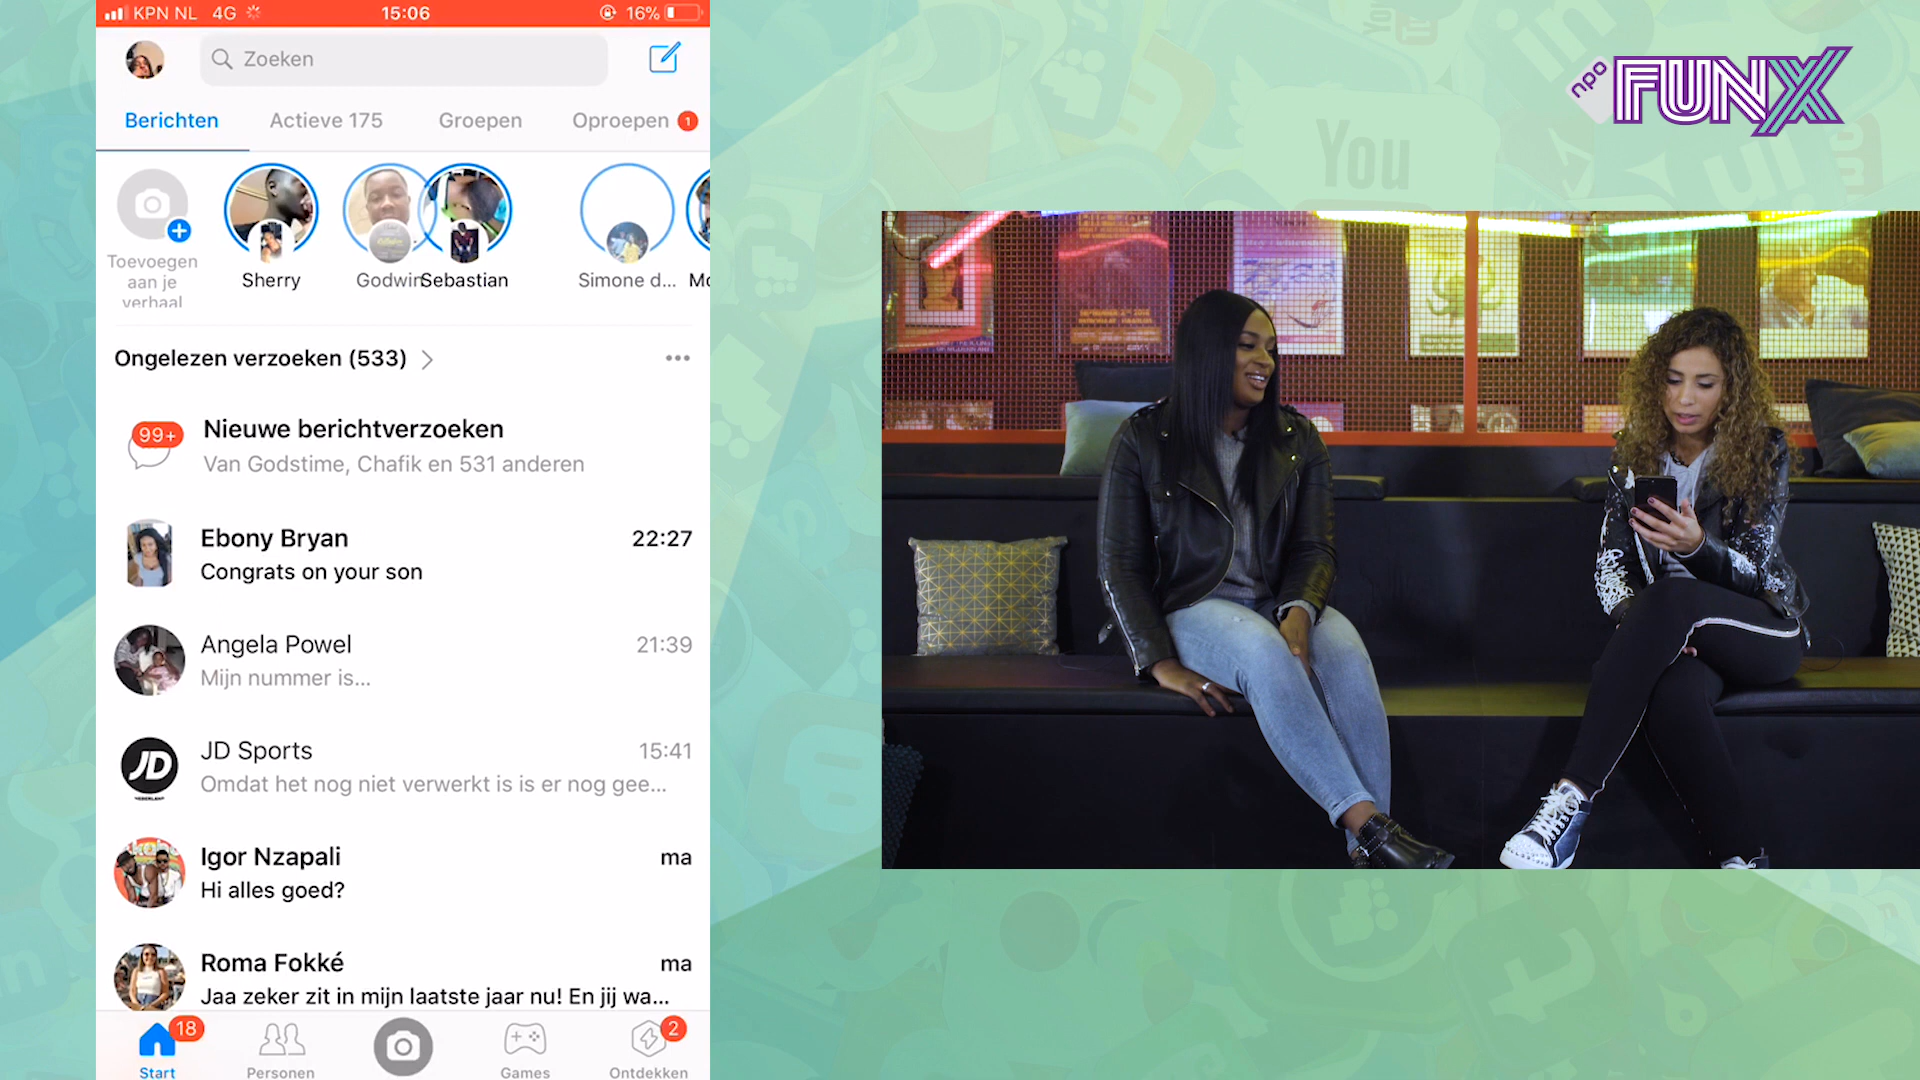 KPN NL 4G 15:06 16%
Zoeken
Berichten Actieve 175 Groepen Oproepen 1
Toevoegen
aan je
verhaal
Sherry Godwin Sebastian Simone d... Mo
Ongelezen verzoeken (533)
99+
Nieuwe berichtverzoeken
Van Godstime, Chafik en 531 anderen
Ebony Bryan 22:27
Congrats on your son
Angela Powel 21:39
Mijn nummer is...
JD
JD Sports 15:41
Omdat het nog niet verwerkt is is er nog gee...
Igor Nzapali ma
Hi alles goed?
Roma Fokké ma
Jaa zeker zit in mijn laatste jaar nu! En jij wa...
18 2
Start Personen Games Ontdekken
npo FUNX
You